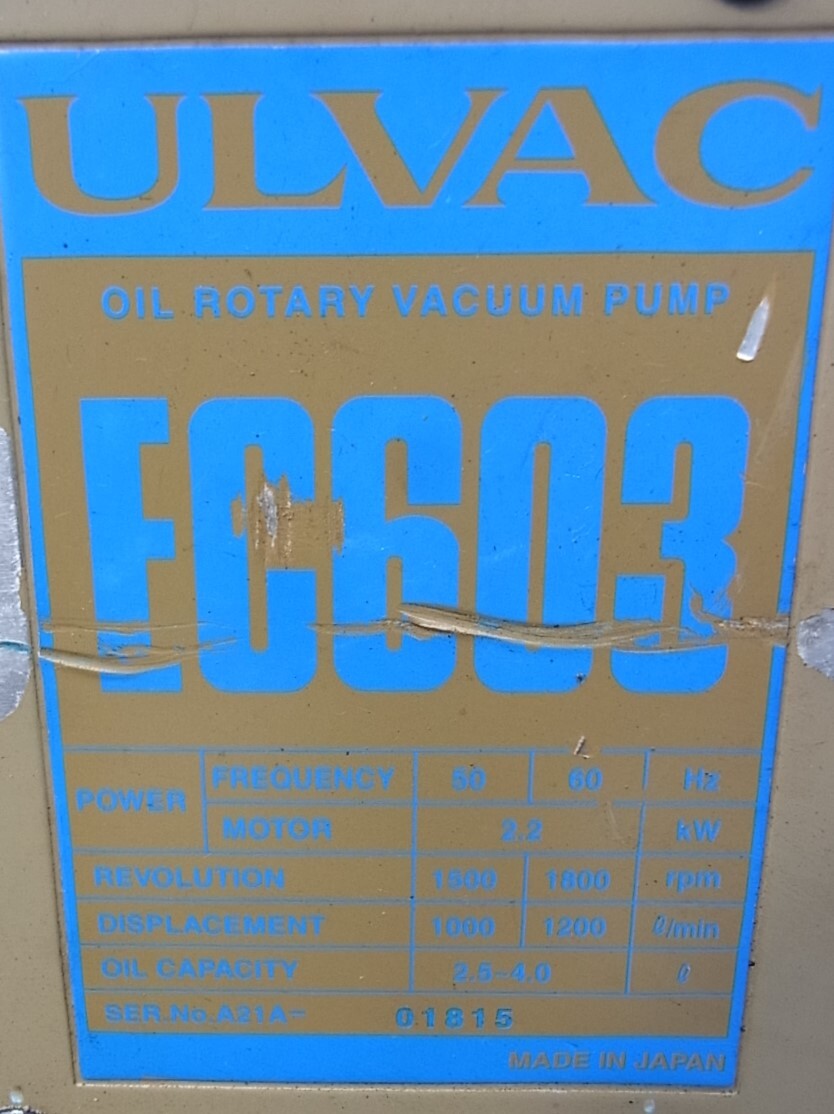 ULVAC
OIL ROTARY VACUUM PUMP
EC603
POWER FREQUENCY 50 60 Hz
MOTOR 2.2 kW
REVOLUTION 1500 1800 rpm
DISPLACEMENT 1000 1200 ℓ/min
OIL CAPACITY 2.5~4.0 ℓ
SER.No.A21A- 01815
MADE IN JAPAN